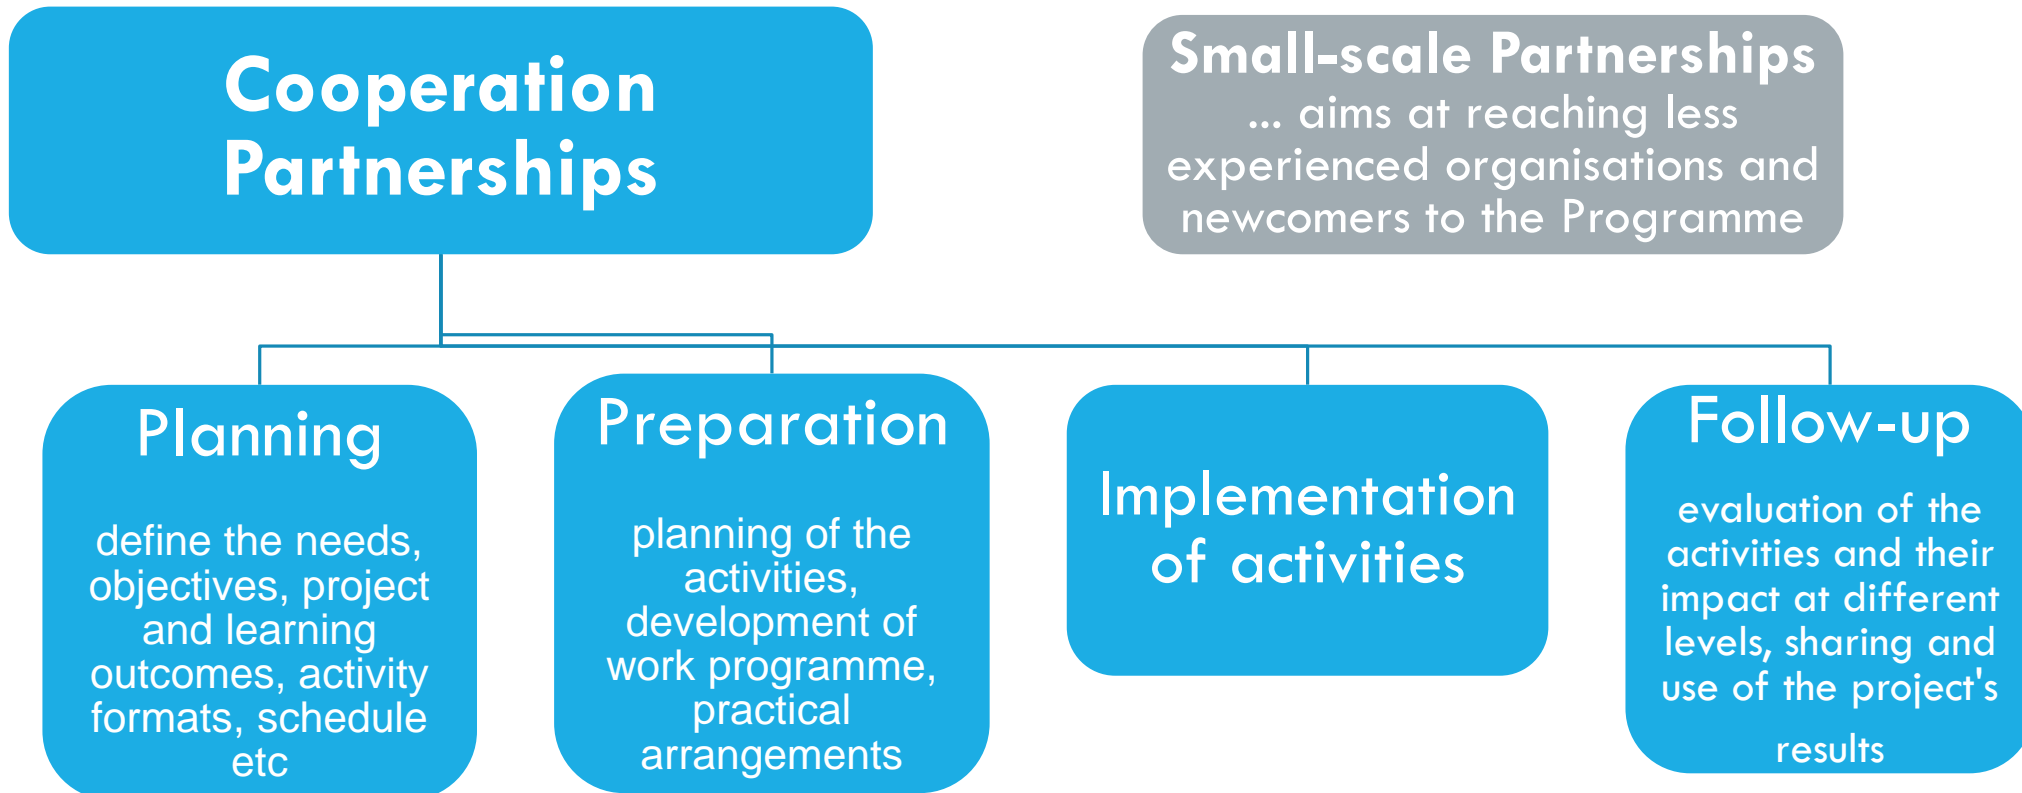 Cooperation
Partnerships
Small-scale Partnerships
... aims at reaching less
experienced organisations and
newcomers to the Programme
Planning
define the needs,
objectives, project
and learning
outcomes, activity
formats, schedule
etc
Preparation
planning of the
activities,
development of
work programme,
practical
arrangements
Implementation
of activities
Follow-up
evaluation of the
activities and their
impact at different
levels, sharing and
use of the project's
results